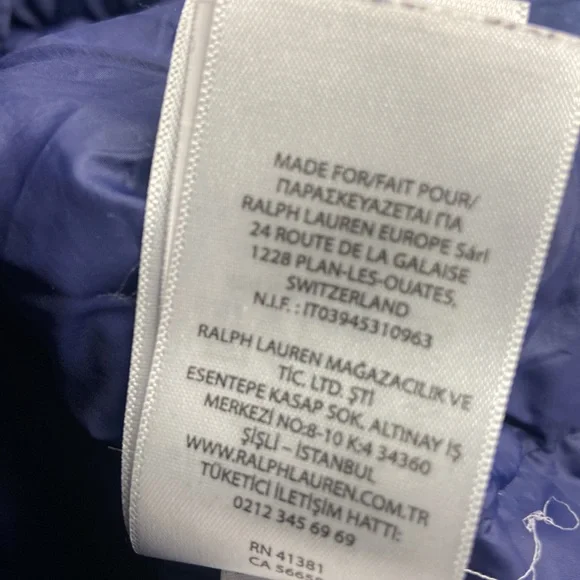 MADE FOR/FAIT POUR/
ΠΑΡΑΣΚΕΥΑΖΕΤΑΙ ΓΙΑ
RALPH LAUREN EUROPE Sárl
24 ROUTE DE LA GALAISE
1228 PLAN-LES-OUATES,
SWITZERLAND
N.I.F. : IT03945310963
RALPH LAUREN MAĞAZACILIK VE
TİC. LTD. ŞTİ
ESENTEPE KASAP SOK. ALTINAY İŞ
MERKEZİ NO:8-10 K:4 34360
ŞİŞLİ – İSTANBUL
WWW.RALPHLAUREN.COM.TR
TÜKETİCİ İLETİŞİM HATTI:
0212 345 69 69
RN 41381
CA